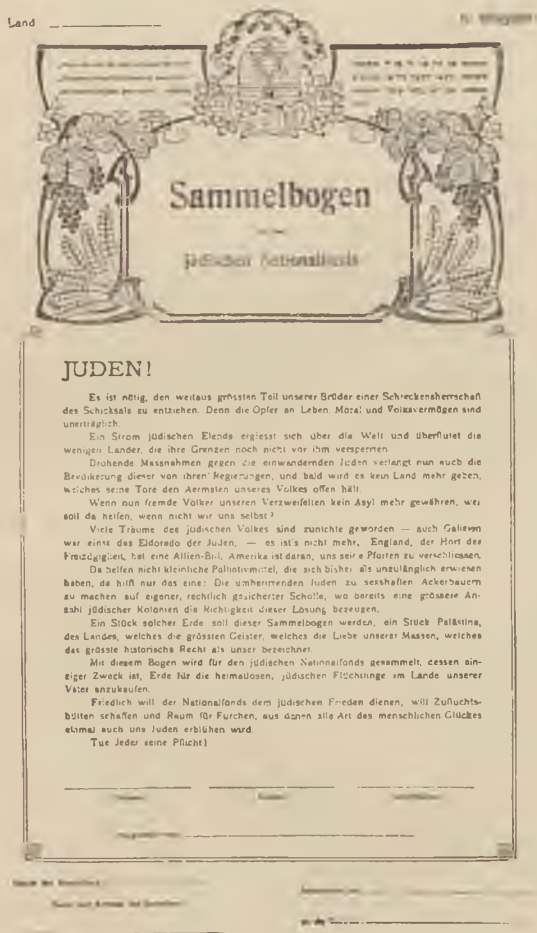 Land
Sammelbogen
jüdischen Nationalfonds
JUDEN!
Es ist nötig, den weitaus grössten Teil unserer Brüder einer Schreckensherrschaft
des Schicksals zu entziehen. Denn die Opfer an Leben, Moral und Volksvermögen sind
unerträglich.
Ein Strom jüdischen Elends ergiesst sich über die Welt und überflutet die
wenigen Länder, die ihre Grenzen noch nicht vor ihm versperren.
Drohende Massnahmen gegen die einwandernden Juden verlangt nun auch die
Bevölkerung dieser von ihren Regierungen, und bald wird es kein Land mehr geben,
welches seine Tore den Aermsten unseres Volkes offen hält.
Wenn nun fremde Völker unseren Verzweifelten kein Asyl mehr gewähren, wer
soll da helfen, wenn nicht wir uns selbst?
Viele Träume des jüdischen Volkes sind zunichte geworden — auch Galizien
war einst das Eldorado der Juden, — es ist's nicht mehr, England, der Hort der
Freizügigkeit, hat eine Allien-Bill, Amerika ist daran, uns seine Pforten zu verschliessen.
Da helfen nicht kleinliche Palliativmittel, die sich bisher als unzulänglich erwiesen
haben, da hilft nur das eine: Die umherirrenden Juden zu sesshaften Ackerbauern
zu machen auf eigener, rechtlich gesicherter Scholle, wo bereits eine grössere An-
zahl jüdischer Kolonien die Richtigkeit dieser Lösung bezeugen.
Ein Stück solcher Erde soll dieser Sammelbogen werden, ein Stück Palästina,
des Landes, welches die grössten Geister, welches die Liebe unserer Massen, welches
das grösste historische Recht als unser bezeichnet.
Mit diesem Bogen wird für den jüdischen Nationalfonds gesammelt, dessen ein-
ziger Zweck ist, Erde für die heimatlosen, jüdischen Flüchtlinge im Lande unserer
Väter anzukaufen.
Friedlich will der Nationalfonds dem jüdischen Frieden dienen, will Zufluchts-
hütten schaffen und Raum für Furchen, aus denen alle Art des menschlichen Glückes
einmal auch uns Juden erblühen wird.
Tue Jeder seine Pflicht!